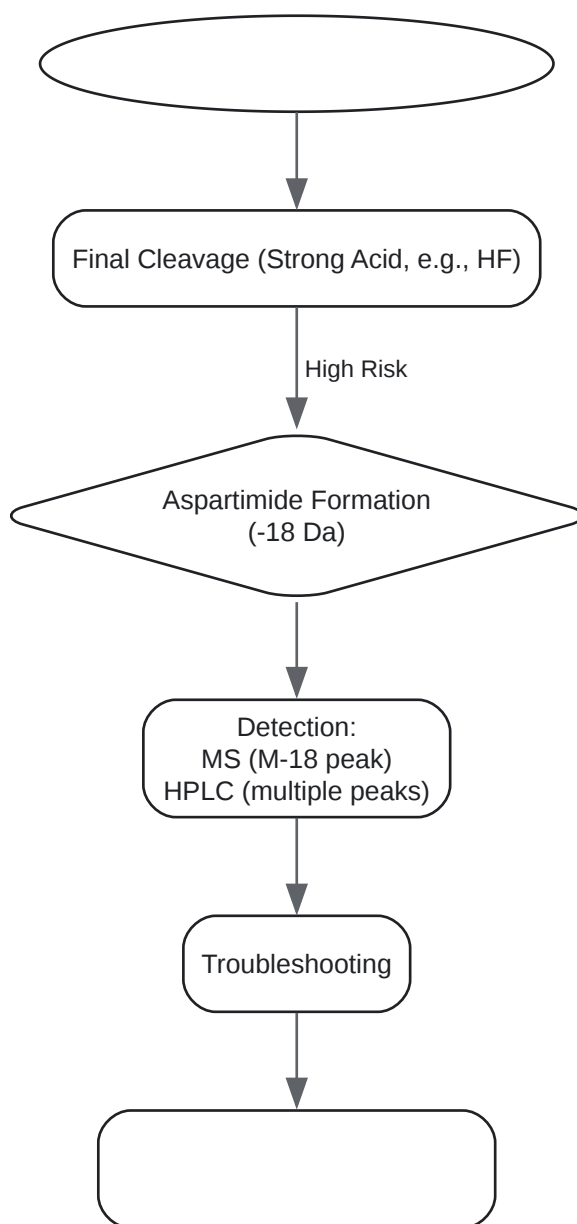 Final Cleavage (Strong Acid, e.g., HF)
High Risk
Aspartimide Formation
(-18 Da)
Detection:
MS (M-18 peak)
HPLC (multiple peaks)
Troubleshooting